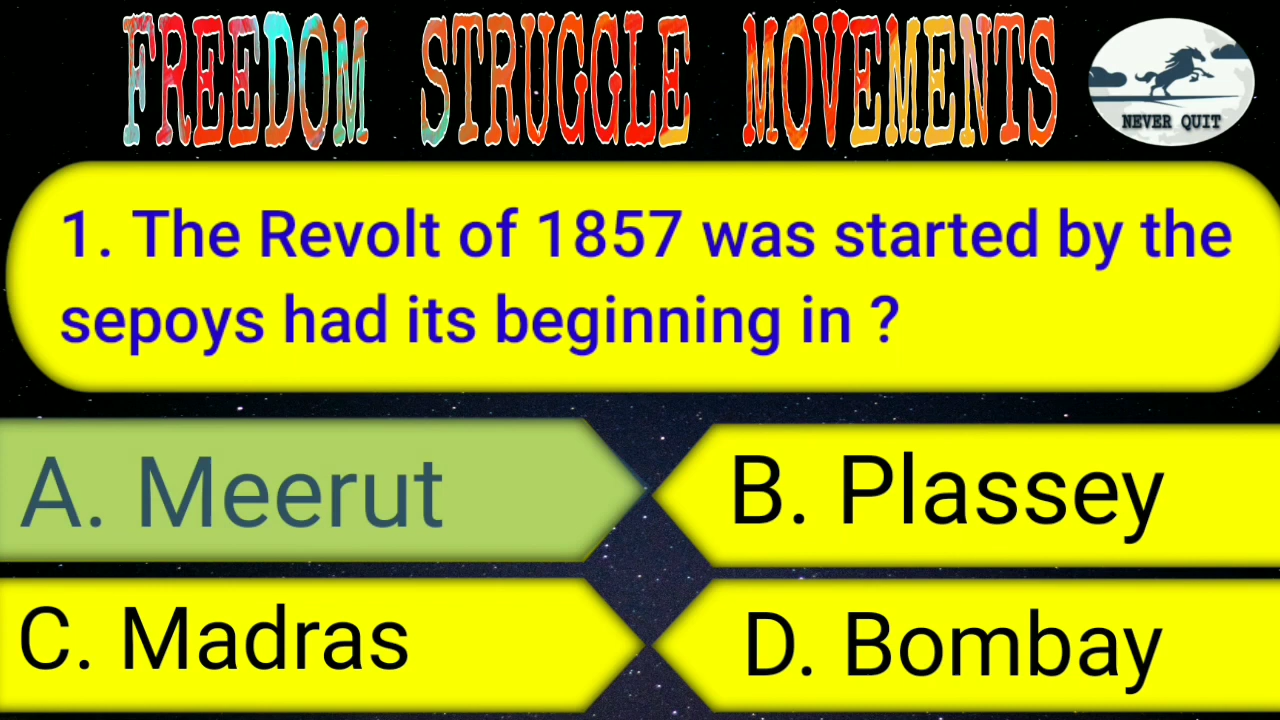 FREEDOM STRUGGLE MOVEMENTS
NEVER QUIT
1. The Revolt of 1857 was started by the
sepoys had its beginning in ?
A. Meerut
B. Plassey
C. Madras
D. Bombay